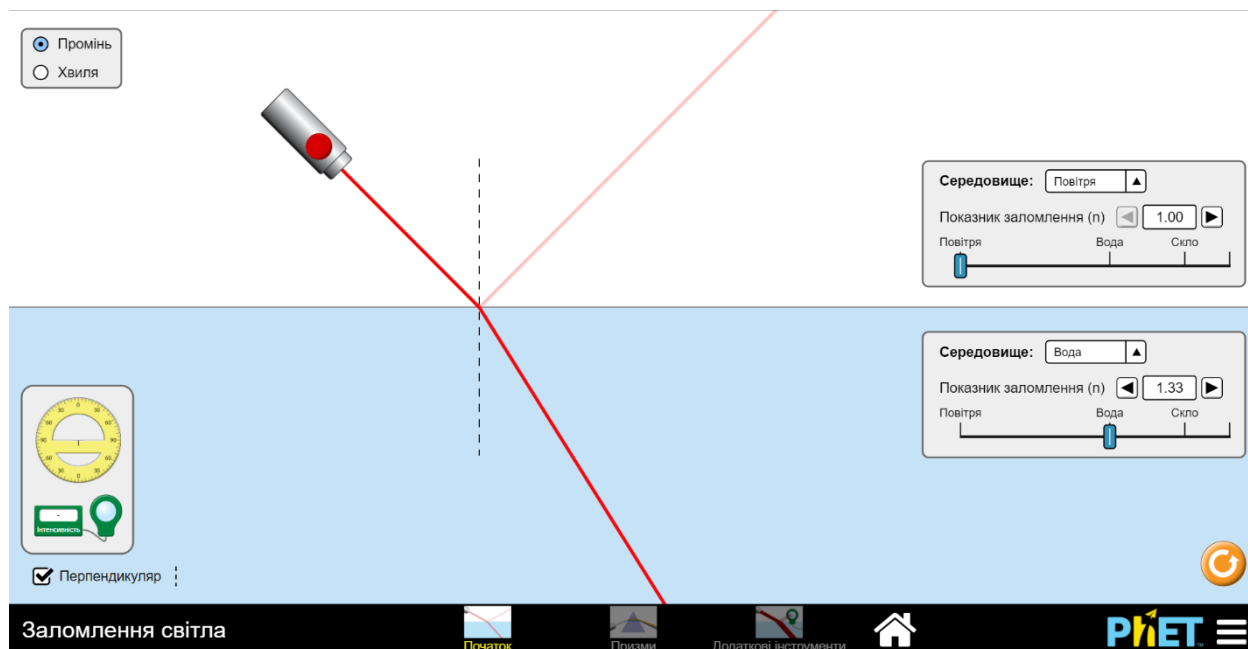 Промінь
Хвиля
Середовище: Повітря
Показник заломлення (n) 1.00
Повітря Вода Скло
Середовище: Вода
Показник заломлення (n) 1.33
Повітря Вода Скло
Інтенсивність
Перпендикуляр
Заломлення світла
Початок
Призми
Додаткові інструменти
PhET